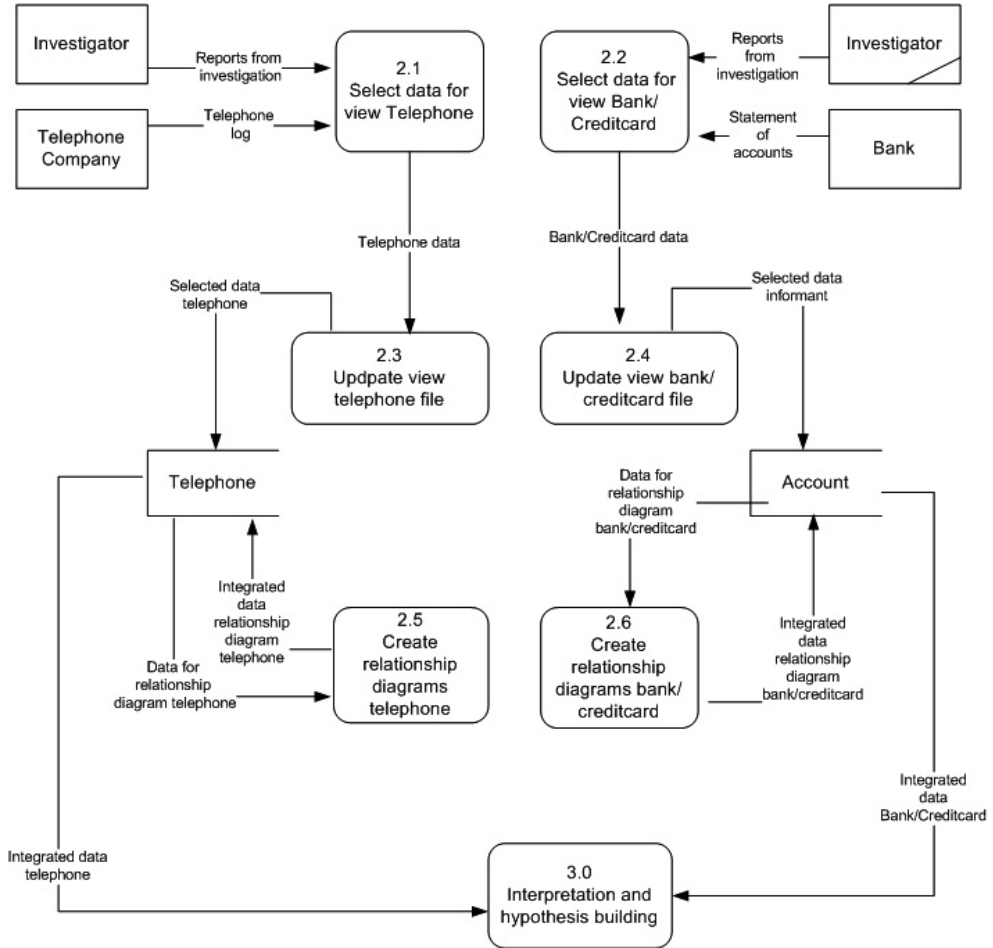 Investigator
Reports from
investigation
2.1
Select data for
view Telephone
2.2
Select data for
view Bank/
Creditcard
Reports
from
investigation
Investigator
Telephone
Company
Telephone
log
Statement
of
accounts
Bank
Telephone data
Bank/Creditcard data
Selected data
telephone
Selected data
informant
2.3
Updpate view
telephone file
2.4
Update view bank/
creditcard file
Telephone
Data for
relationship
diagram
bank/creditcard
Account
Integrated
data
relationship
diagram
telephone
2.5
Create
relationship
diagrams
telephone
2.6
Create
relationship
diagrams bank/
creditcard
Integrated
data
relationship
diagram
bank/creditcard
Data for
relationship
diagram telephone
Integrated
data
Bank/Creditcard
Integrated data
telephone
3.0
Interpretation and
hypothesis building